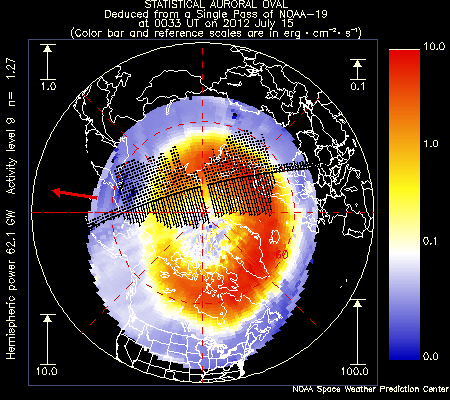 STATISTICAL AURORAL OVAL
Deduced from a Single Pass of NOAA-19
at 0033 UT on 2012 July 15
(Color bar and reference scales are in erg · cm⁻² · s⁻¹)
1.0
0.1
10.0
1.0
0.1
0.0
Hemispheric power 62.1 GW   Activity level 9   n=   1.27
60
10.0
100.0
NOAA Space Weather Prediction Center